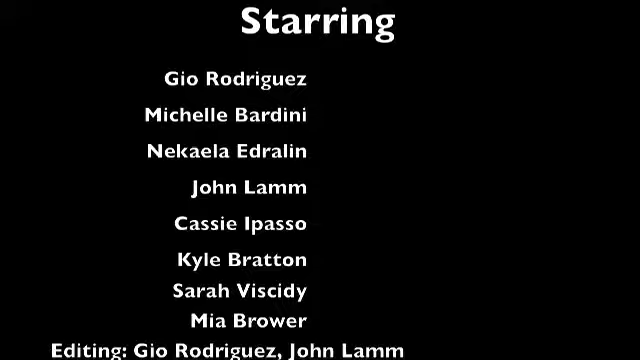 Starring
Gio Rodriguez
Michelle Bardini
Nekaela Edralin
John Lamm
Cassie Ipasso
Kyle Bratton
Sarah Viscidy
Mia Brower
Editing: Gio Rodriguez, John Lamm